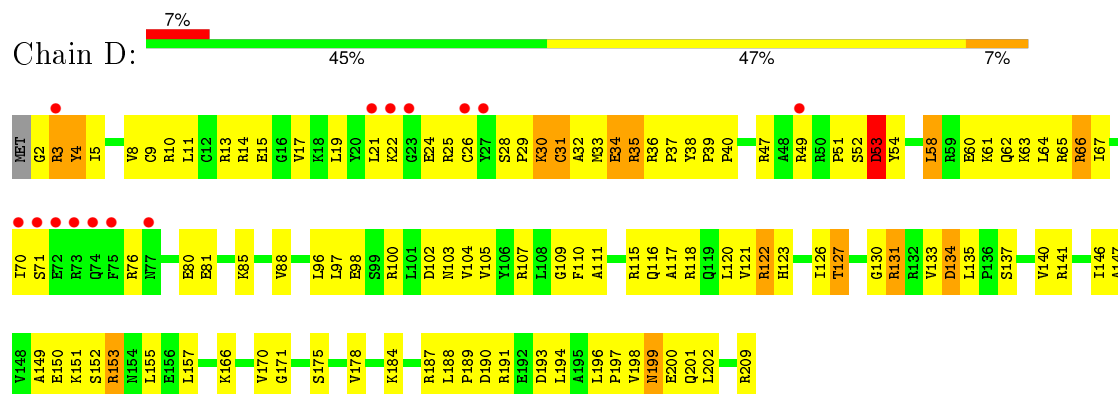 7%
Chain D:
45% 47% 7%
MET G2 R3 Y4 I5 V8 C9 R10 L11 C12 R13 R14 E15 G16 V17 K18 L19 Y20 L21 K22 G23 E24 R25 C26 Y27 S28 P29 K30 C31 A32 M33 E34 R35 R36 P37 Y38 P39 P40 R47 A48 R49 R50 P51 S52 D53 Y54 L58 R59 E60 K61 Q62 K63 L64 R65 R66 I67
I70 S71 E72 R73 Q74 F75 R76 N77 E80 E81 K85 V88 L96 L97 E98 S99 R100 L101 D102 N103 V104 V105 Y106 R107 L108 G109 F110 A111 R115 Q116 A117 R118 Q119 L120 V121 R122 H123 I126 T127 G130 R131 R132 V133 D134 L135 P136 S137 V140 R141 I146 A147
V148 A149 E150 K151 S152 R153 N154 L155 E156 L157 K166 V170 G171 S175 V178 K184 R187 L188 P189 D190 R191 E192 D193 L194 A195 L196 P197 V198 N199 E200 Q201 L202 R209